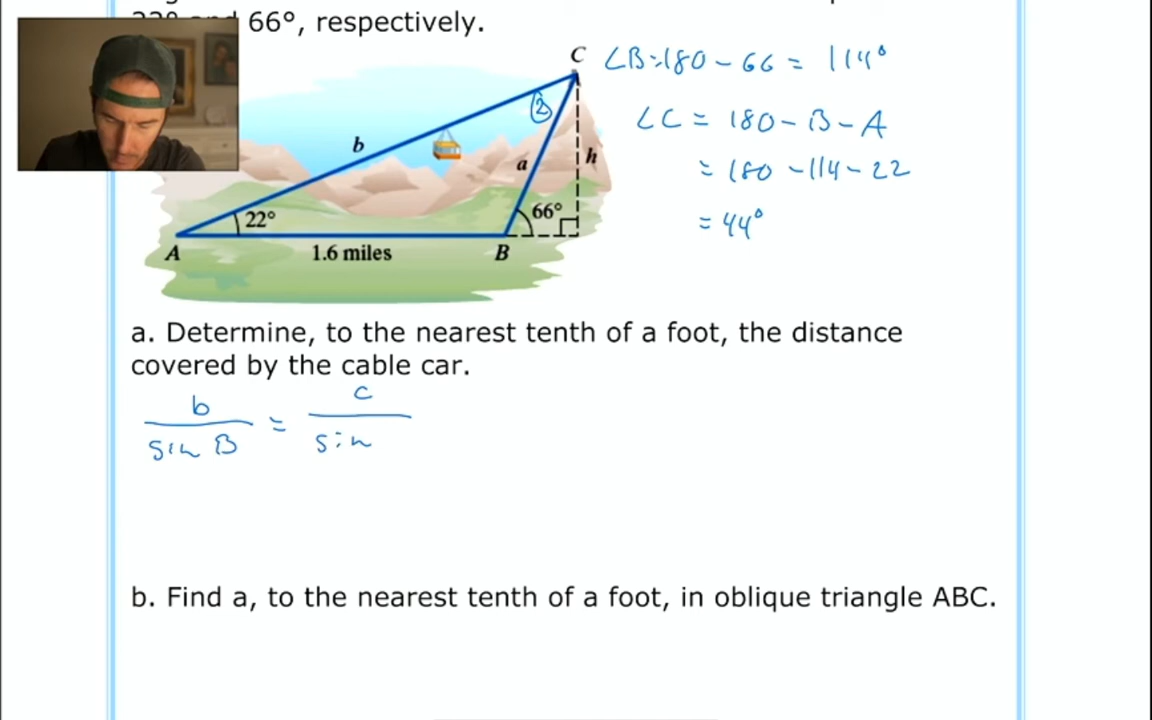 66°, respectively.
C
∠B=180-66 = 114°
②
∠C = 180-B-A
b
a
h
= 180-114-22
22°
66°
= 44°
A
1.6 miles
B
a. Determine, to the nearest tenth of a foot, the distance
covered by the cable car.
b/sin B = c/sin
b. Find a, to the nearest tenth of a foot, in oblique triangle ABC.